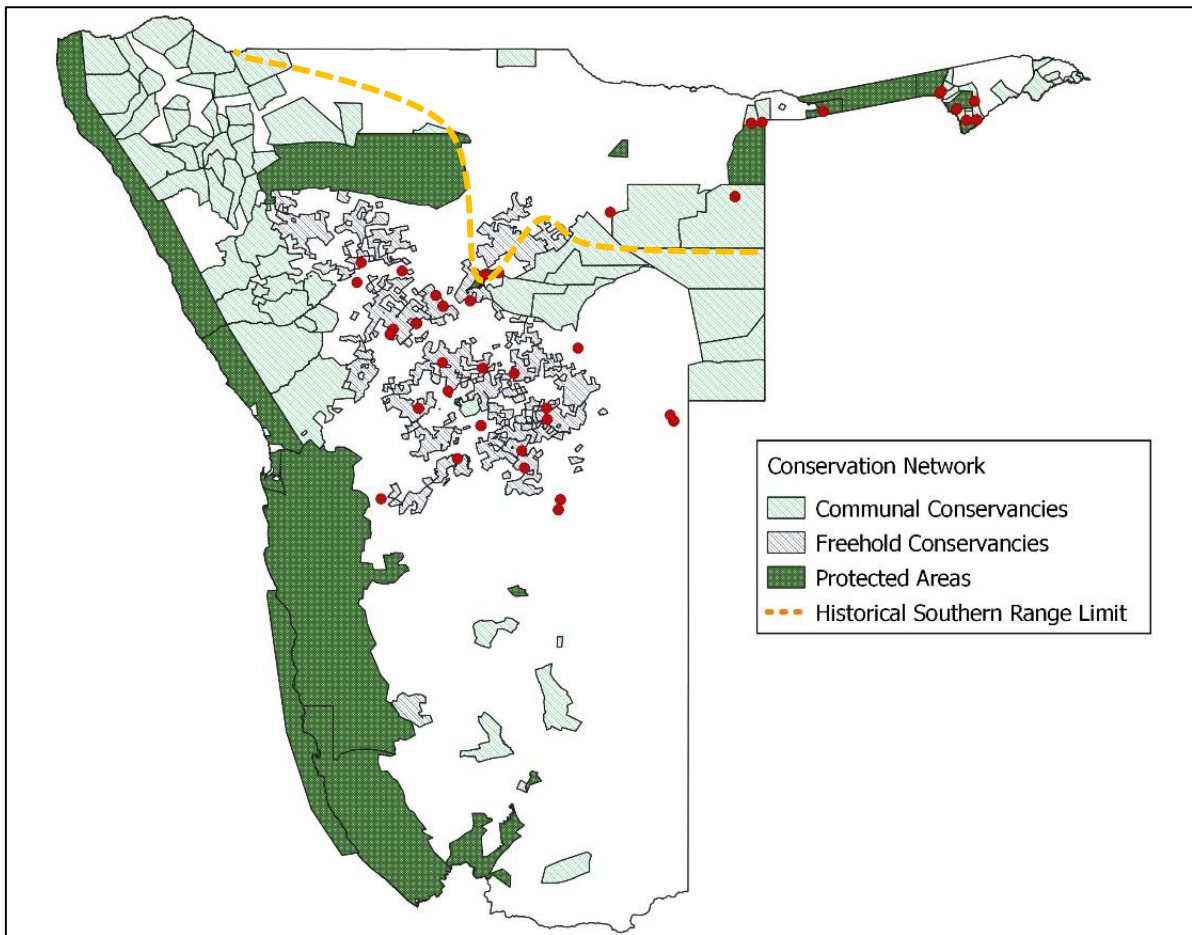 Conservation Network
Communal Conservancies
Freehold Conservancies
Protected Areas
Historical Southern Range Limit